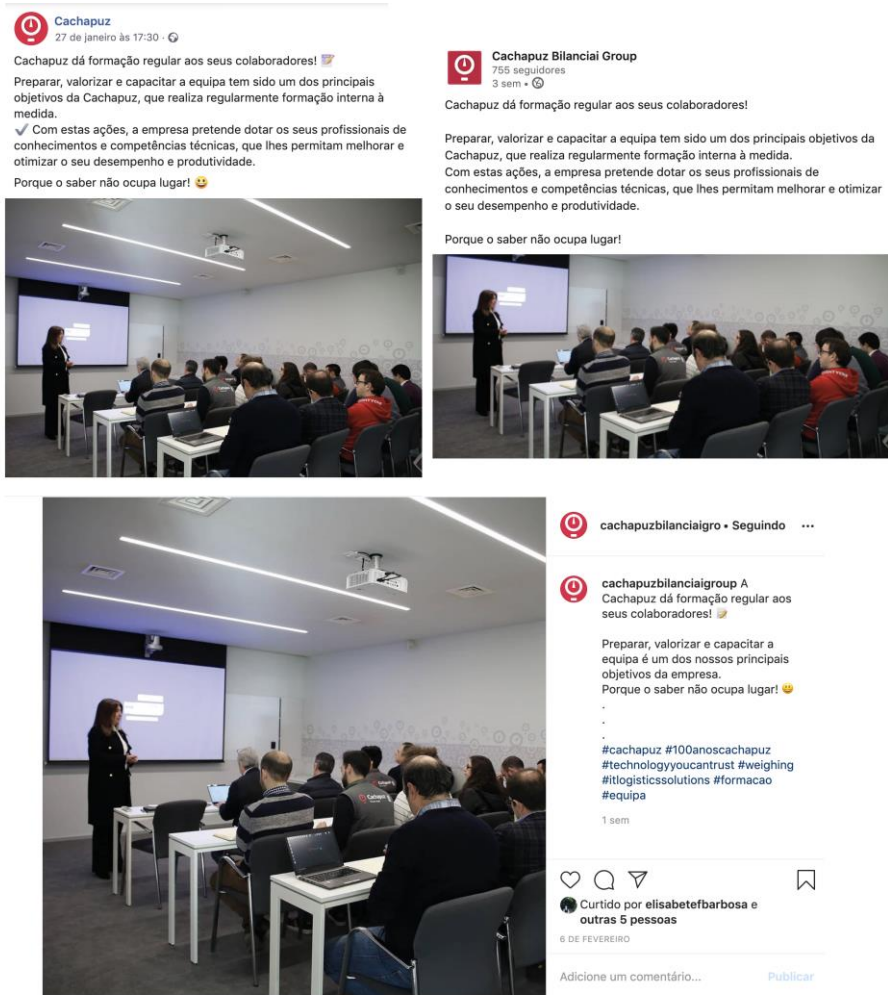 Cachapuz
27 de janeiro às 17:30 ·
Cachapuz dá formação regular aos seus colaboradores! 📝
Preparar, valorizar e capacitar a equipa tem sido um dos principais
objetivos da Cachapuz, que realiza regularmente formação interna à
medida.
✔️ Com estas ações, a empresa pretende dotar os seus profissionais de
conhecimentos e competências técnicas, que lhes permitam melhorar e
otimizar o seu desempenho e produtividade.
Porque o saber não ocupa lugar! 😀
Cachapuz Bilanciai Group
755 seguidores
3 sem •
Cachapuz dá formação regular aos seus colaboradores!
Preparar, valorizar e capacitar a equipa tem sido um dos principais objetivos da
Cachapuz, que realiza regularmente formação interna à medida.
Com estas ações, a empresa pretende dotar os seus profissionais de
conhecimentos e competências técnicas, que lhes permitam melhorar e otimizar
o seu desempenho e produtividade.
Porque o saber não ocupa lugar!
cachapuzbilanciaigro • Seguindo ...
cachapuzbilanciaigroup A
Cachapuz dá formação regular aos
seus colaboradores! 📝
Preparar, valorizar e capacitar a
equipa é um dos nossos principais
objetivos da empresa.
Porque o saber não ocupa lugar! 😀
.
.
.
#cachapuz #100anoscachapuz
#technologyyoucantrust #weighing
#itlogisticssolutions #formacao
#equipa
1 sem
Curtido por elisabetefbarbosa e
outras 5 pessoas
6 DE FEVEREIRO
Adicione um comentário... Publicar